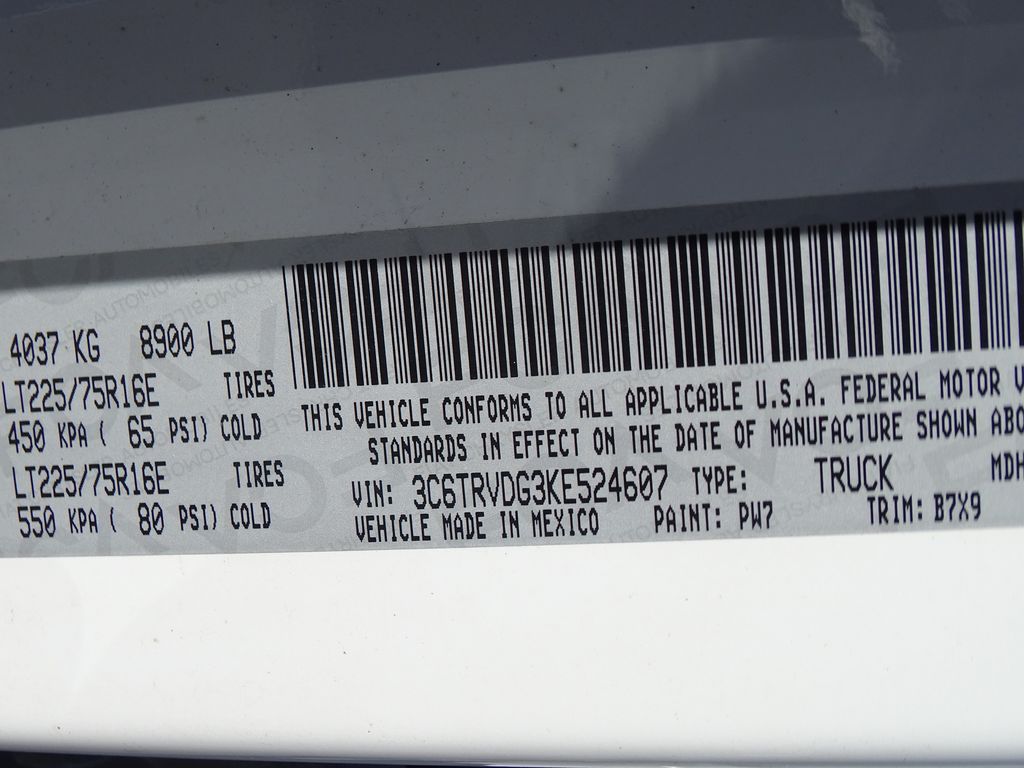 4037 KG 8900 LB
LT225/75R16E TIRES
450 KPA ( 65 PSI) COLD
LT225/75R16E TIRES
550 KPA ( 80 PSI) COLD
THIS VEHICLE CONFORMS TO ALL APPLICABLE U.S.A. FEDERAL MOTOR V
STANDARDS IN EFFECT ON THE DATE OF MANUFACTURE SHOWN ABO
VIN: 3C6TRVDG3KE524607 TYPE: TRUCK MDH
VEHICLE MADE IN MEXICO PAINT: PW7 TRIM: B7X9